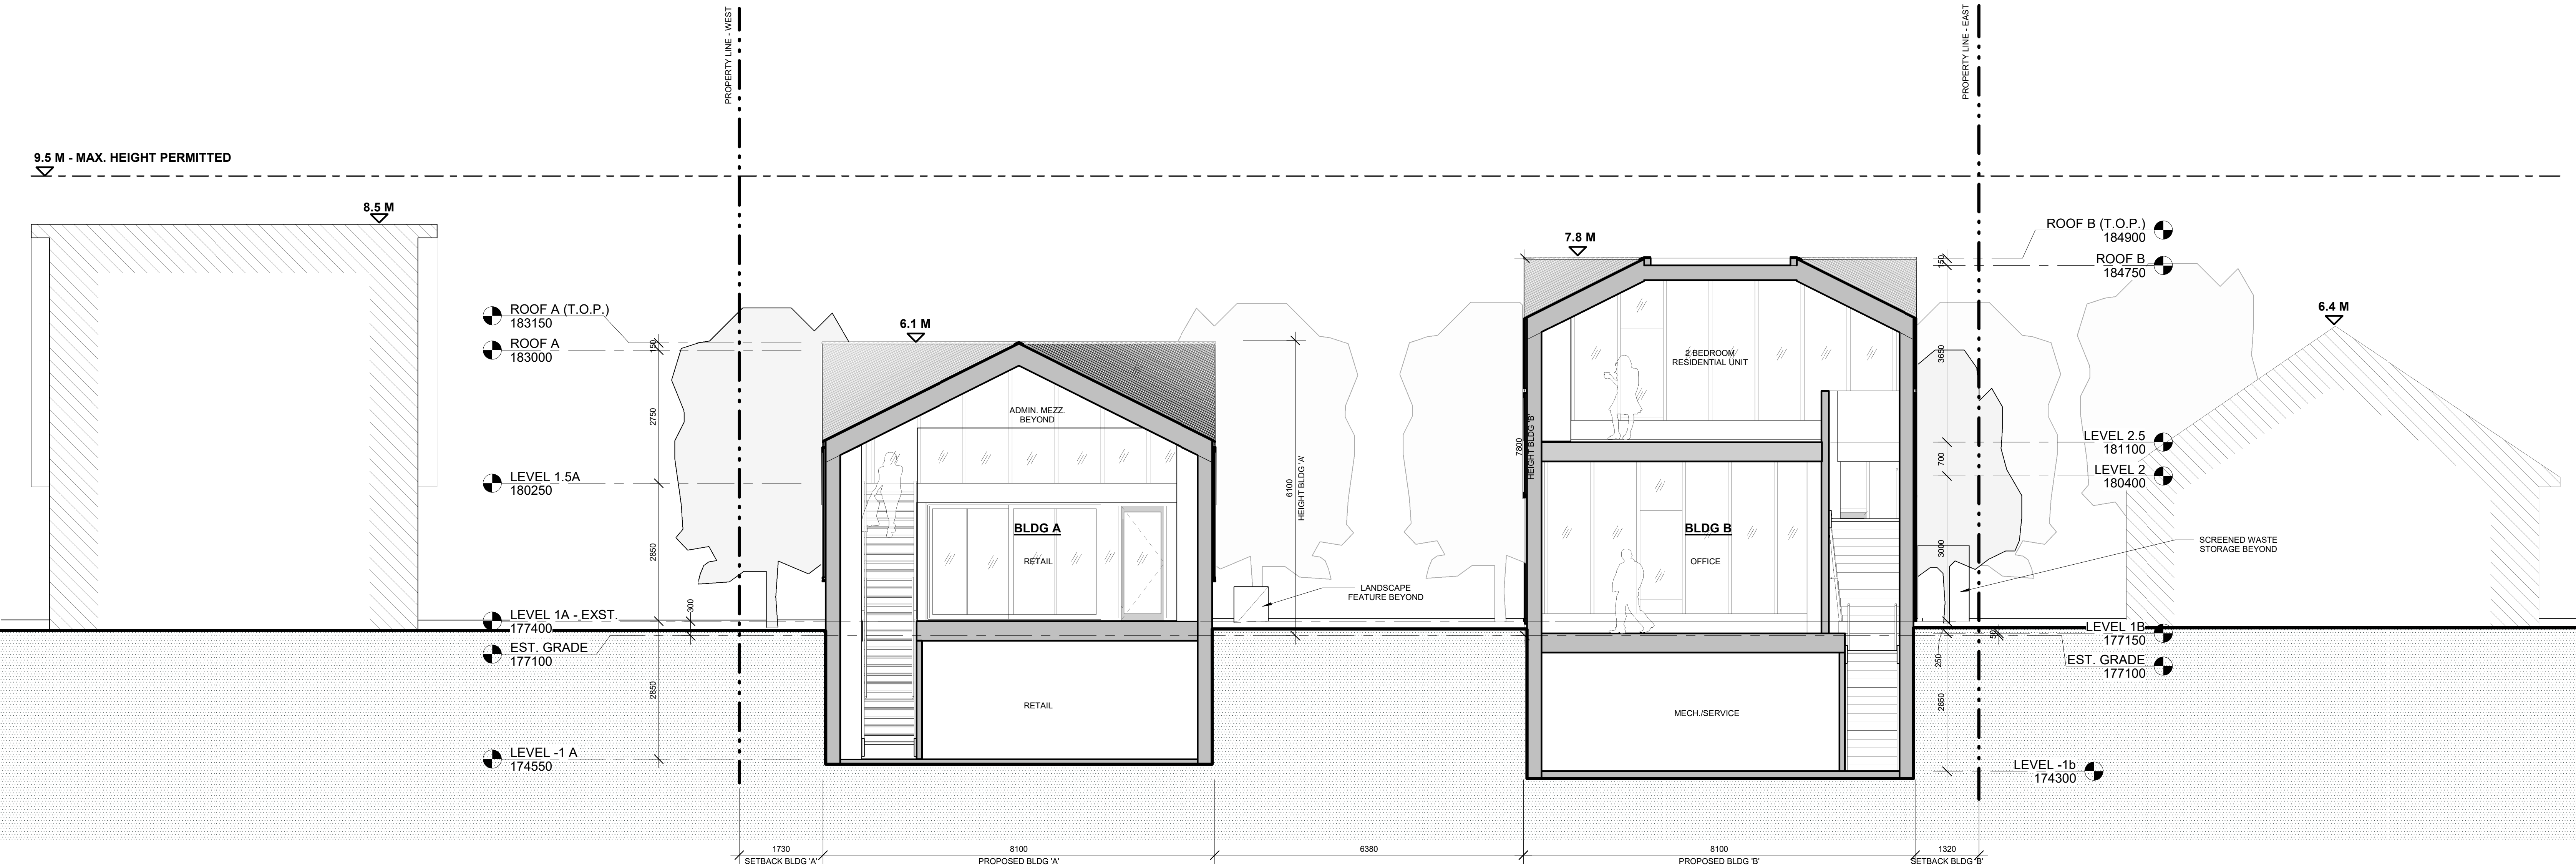 PROPERTY LINE - WEST
PROPERTY LINE - EAST
9.5 M - MAX. HEIGHT PERMITTED
8.5 M
6.1 M
7.8 M
6.4 M
ROOF A (T.O.P.)
183150
ROOF A
183000
LEVEL 1.5A
180250
LEVEL 1A - EXST.
177400
EST. GRADE
177100
LEVEL -1 A
174550
150
2750
2850
300
2850
ADMIN. MEZZ.
BEYOND
BLDG A
RETAIL
RETAIL
6100
HEIGHT BLDG 'A'
LANDSCAPE
FEATURE BEYOND
7800
HEIGHT BLDG 'B'
2 BEDROOM
RESIDENTIAL UNIT
BLDG B
OFFICE
MECH./SERVICE
150
3650
700
3000
50
250
2850
ROOF B (T.O.P.)
184900
ROOF B
184750
LEVEL 2.5
181100
LEVEL 2
180400
SCREENED WASTE
STORAGE BEYOND
LEVEL 1B
177150
EST. GRADE
177100
LEVEL -1b
174300
1730
SETBACK BLDG 'A'
8100
PROPOSED BLDG 'A'
6380
8100
PROPOSED BLDG 'B'
1320
SETBACK BLDG 'B'